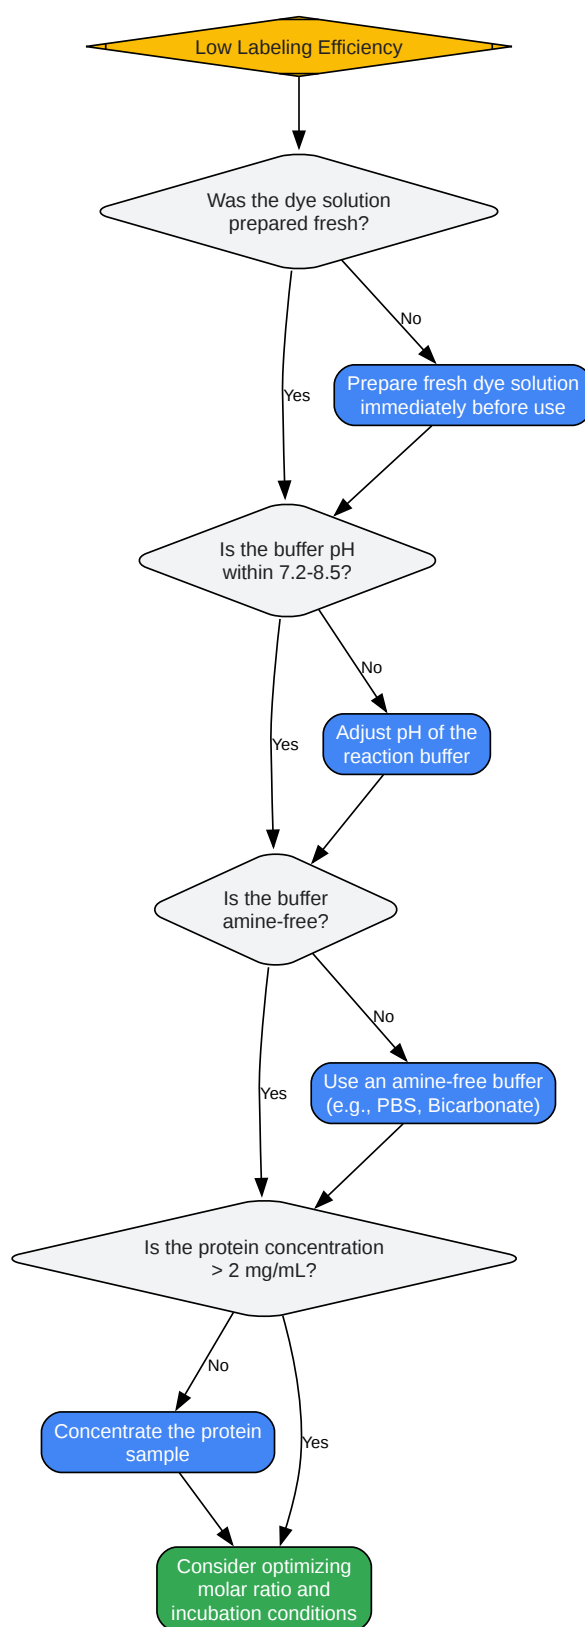 Low Labeling Efficiency
Was the dye solution
prepared fresh?
No
Prepare fresh dye solution
immediately before use
Yes
Is the buffer pH
within 7.2-8.5?
No
Adjust pH of the
reaction buffer
Yes
Is the buffer
amine-free?
No
Use an amine-free buffer
(e.g., PBS, Bicarbonate)
Yes
Is the protein concentration
> 2 mg/mL?
No
Concentrate the protein
sample
Yes
Consider optimizing
molar ratio and
incubation conditions